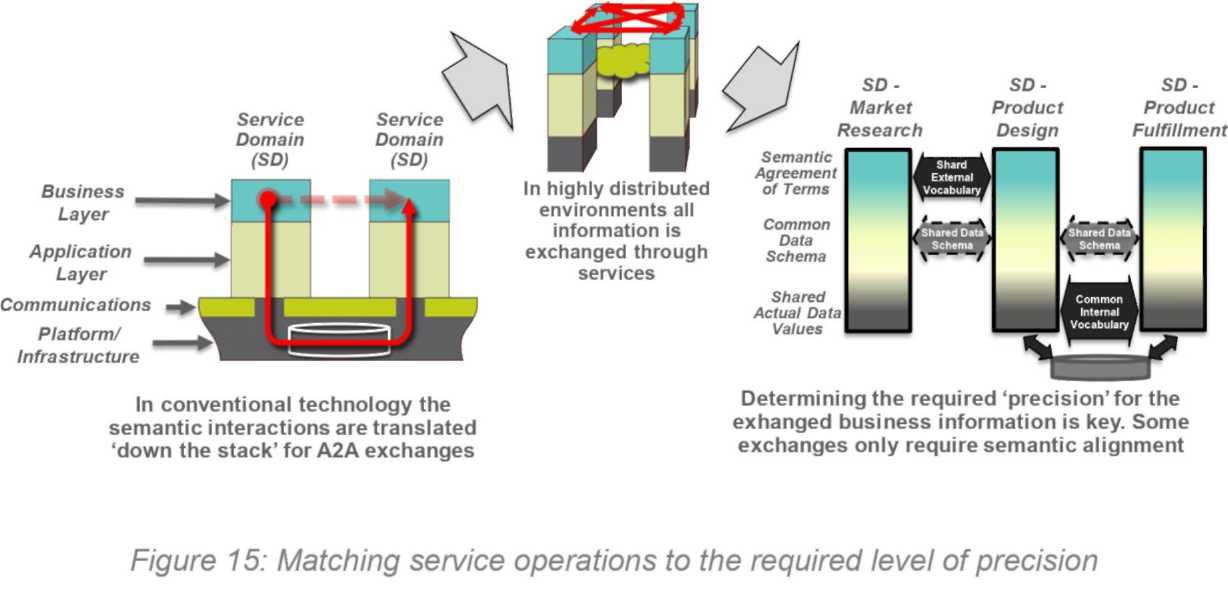 Service
Domain
(SD)
Service
Domain
(SD)
Business
Layer
Application
Layer
Communications
Platform/
Infrastructure
In conventional technology the
semantic interactions are translated
‘down the stack’ for A2A exchanges
In highly distributed
environments all
information is
exchanged through
services
SD -
Market
Research
SD -
Product
Design
SD -
Product
Fulfillment
Semantic
Agreement
of Terms
Shard
External
Vocabulary
Common
Data
Schema
Shared Data
Schema
Shared Data
Schema
Shared
Actual Data
Values
Common
Internal
Vocabulary
Determining the required ‘precision’ for the
exhanged business information is key. Some
exchanges only require semantic alignment
Figure 15: Matching service operations to the required level of precision